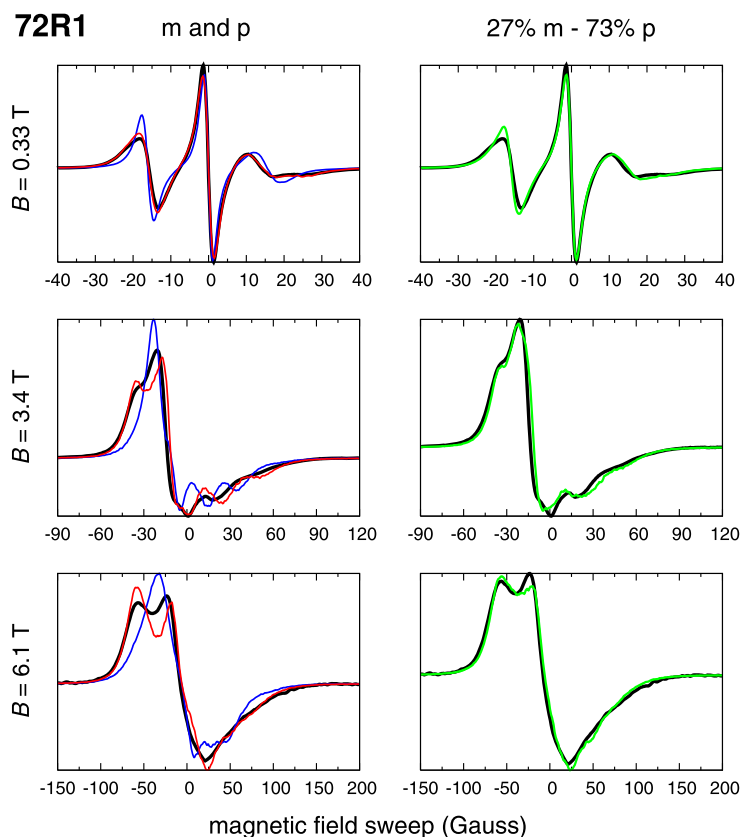 72R1 m and p 27% m - 73% p
B = 0.33 T
-40 -30 -20 -10 0 10 20 30 40 -40 -30 -20 -10 0 10 20 30 40
B = 3.4 T
-90 -60 -30 0 30 60 90 120 -90 -60 -30 0 30 60 90 120
B = 6.1 T
-150 -100 -50 0 50 100 150 200 -150 -100 -50 0 50 100 150 200
magnetic field sweep (Gauss)